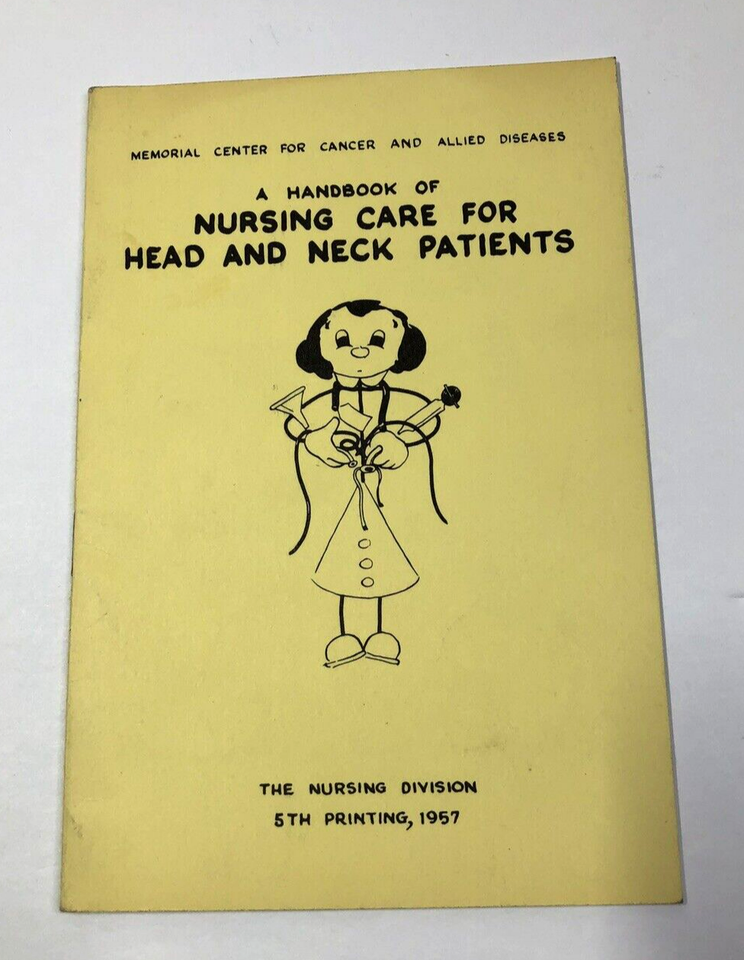 MEMORIAL CENTER FOR CANCER AND ALLIED DISEASES
A HANDBOOK OF
NURSING CARE FOR
HEAD AND NECK PATIENTS
THE NURSING DIVISION
5TH PRINTING, 1957